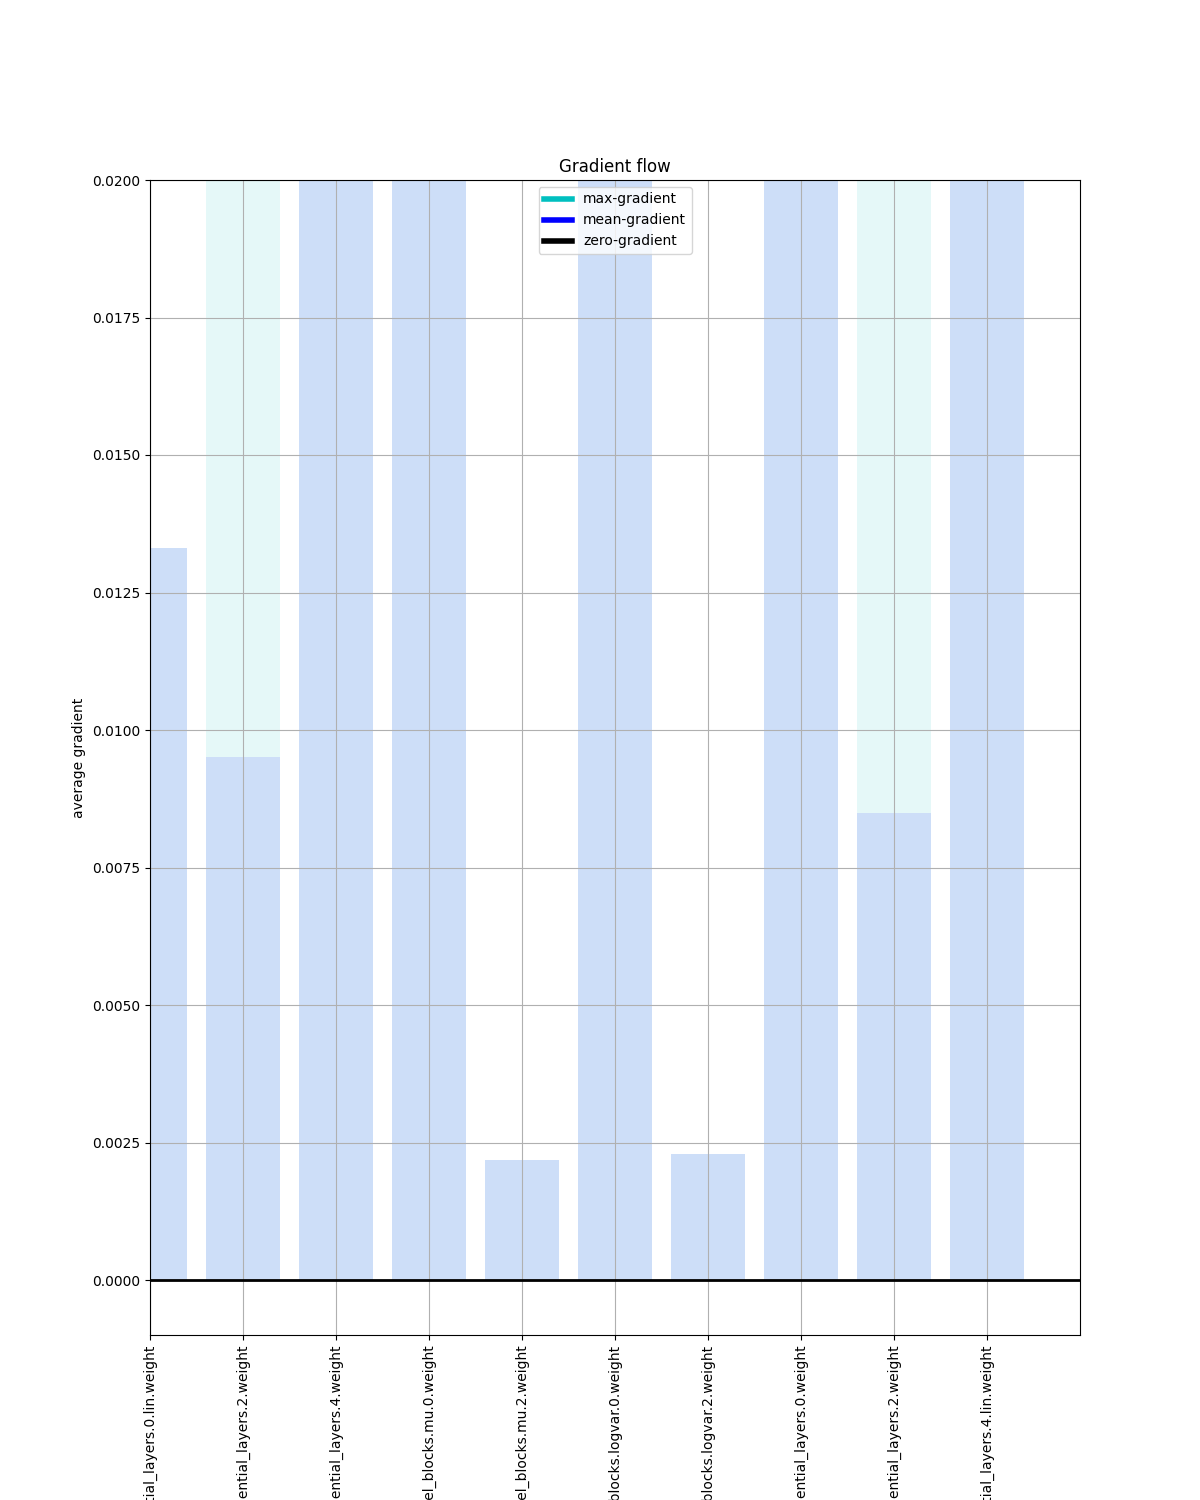 Gradient flow
max-gradient
mean-gradient
zero-gradient
0.0200
0.0175
0.0150
0.0125
0.0100
0.0075
0.0050
0.0025
0.0000
average gradient
tial_layers.0.lin.weight
ential_layers.2.weight
ential_layers.4.weight
el_blocks.mu.0.weight
el_blocks.mu.2.weight
blocks.logvar.0.weight
blocks.logvar.2.weight
ential_layers.0.weight
ential_layers.2.weight
tial_layers.4.lin.weight